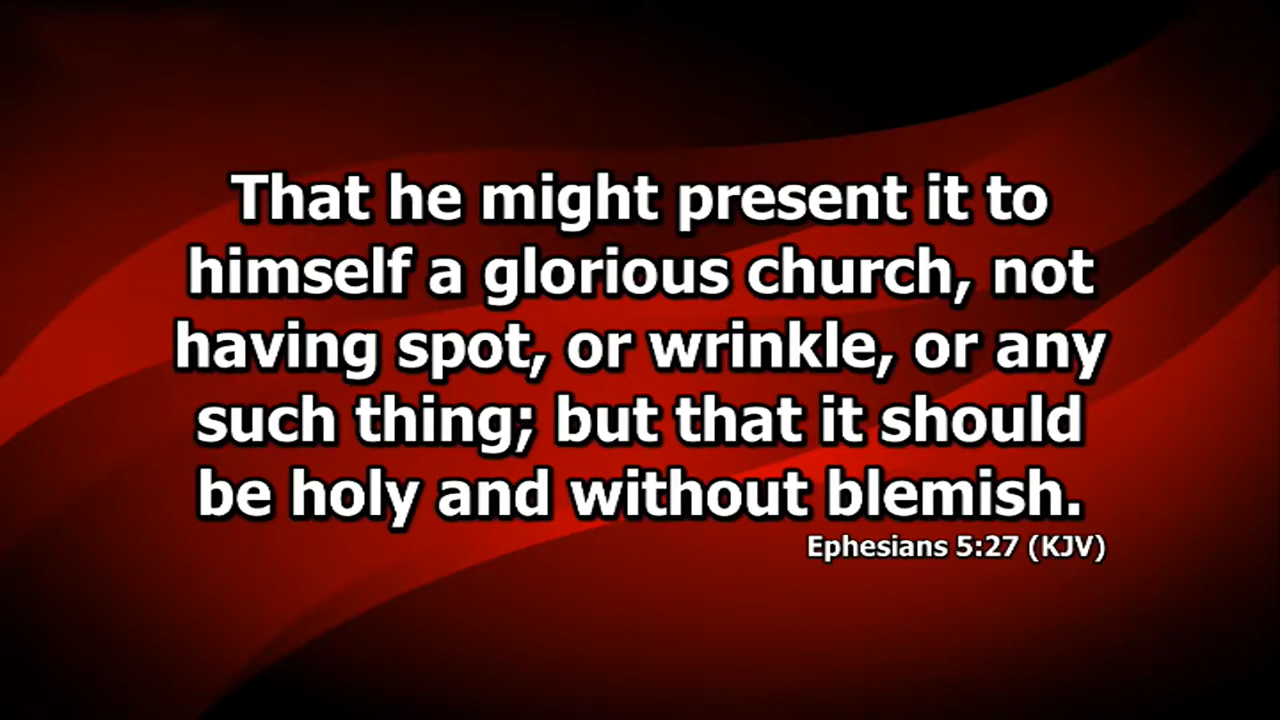 That he might present it to
himself a glorious church, not
having spot, or wrinkle, or any
such thing; but that it should
be holy and without blemish.
Ephesians 5:27 (KJV)